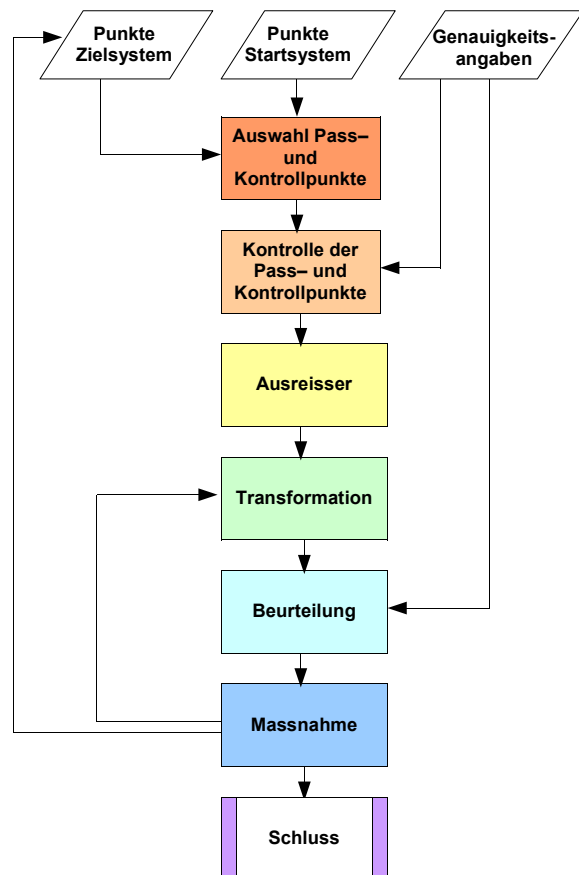 Punkte
Zielsystem
Punkte
Startsystem
Genauigkeits-
angaben
Auswahl Pass–
und
Kontrollpunkte
Kontrolle der
Pass– und
Kontrollpunkte
Ausreisser
Transformation
Beurteilung
Massnahme
Schluss